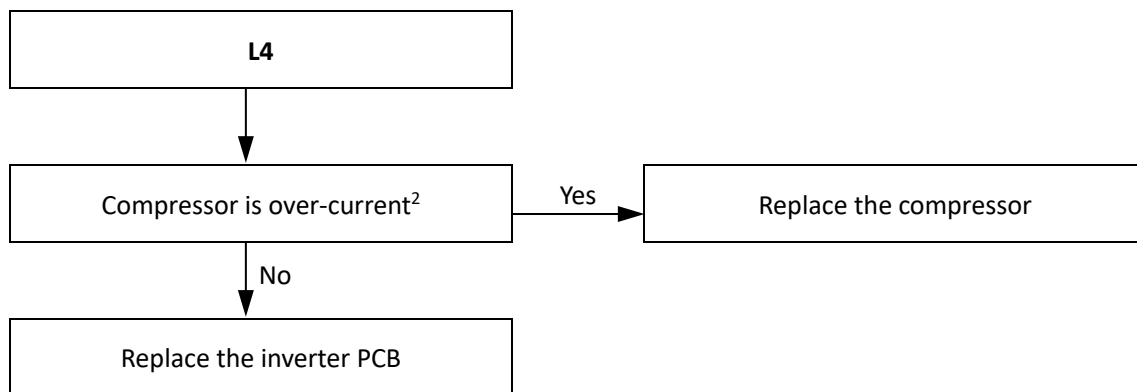 L4
Compressor is over-current²
Yes
Replace the compressor
No
Replace the inverter PCB